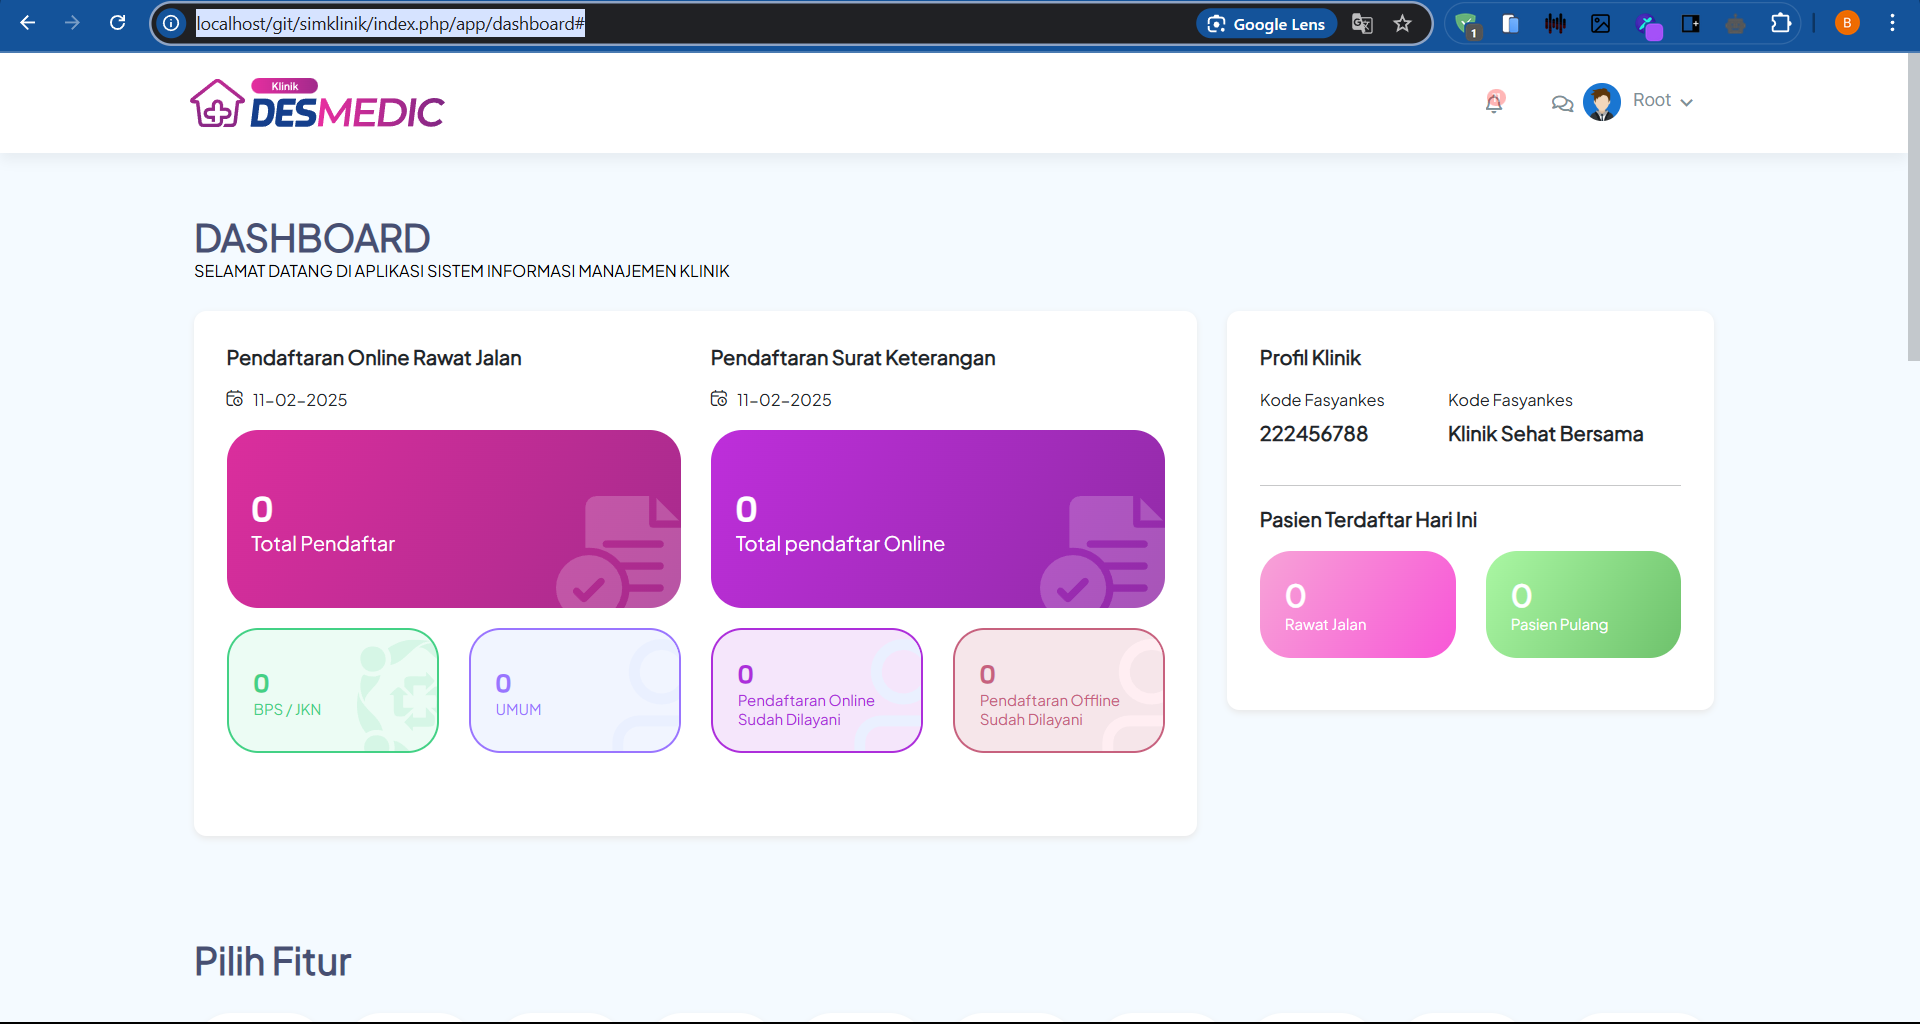 localhost/git/simklinik/index.php/app/dashboard#
Google Lens
1
B
Klinik
DESMEDIC
Root
DASHBOARD
SELAMAT DATANG DI APLIKASI SISTEM INFORMASI MANAJEMEN KLINIK
Pendaftaran Online Rawat Jalan
11-02-2025
0
Total Pendaftar
0
BPS / JKN
0
UMUM
Pendaftaran Surat Keterangan
11-02-2025
0
Total pendaftar Online
0
Pendaftaran Online
Sudah Dilayani
0
Pendaftaran Offline
Sudah Dilayani
Profil Klinik
Kode Fasyankes
222456788
Kode Fasyankes
Klinik Sehat Bersama
Pasien Terdaftar Hari Ini
0
Rawat Jalan
0
Pasien Pulang
Pilih Fitur